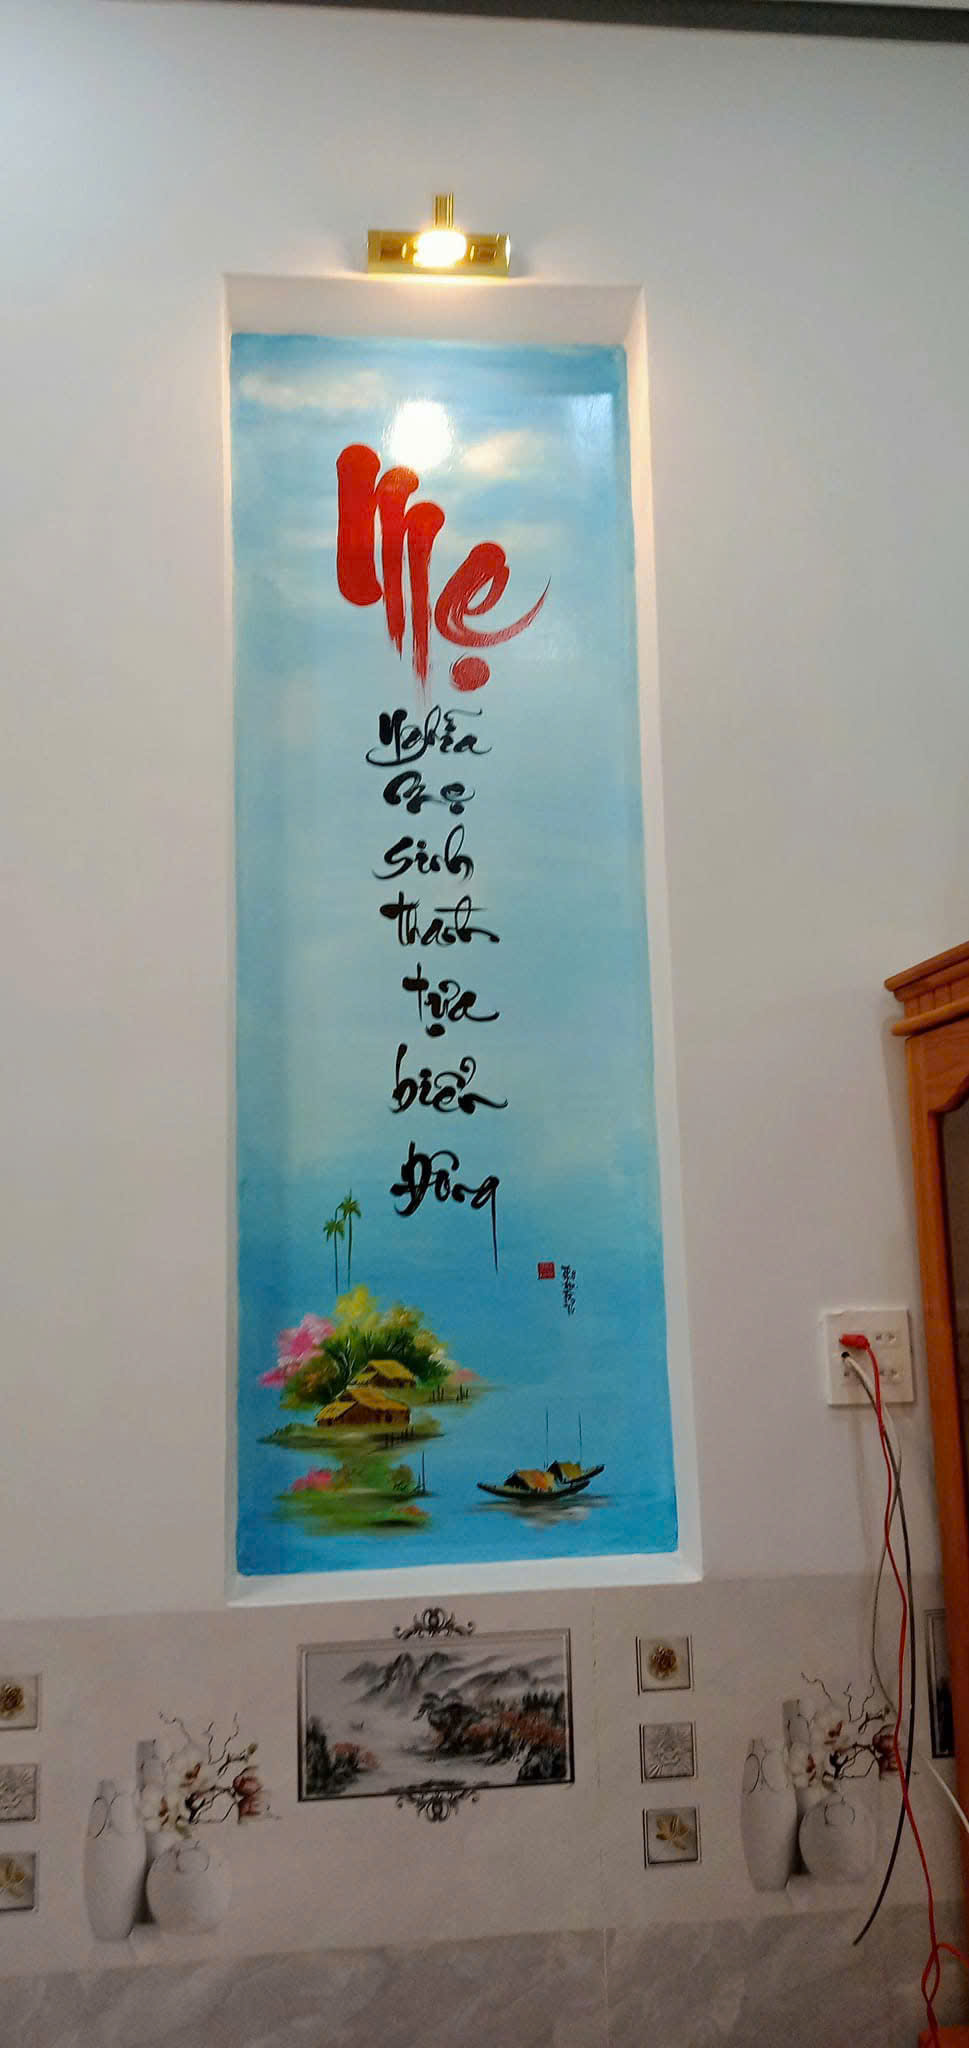 Mẹ
Nghĩa
mẹ
sinh
thành
tựa
biển
Đông